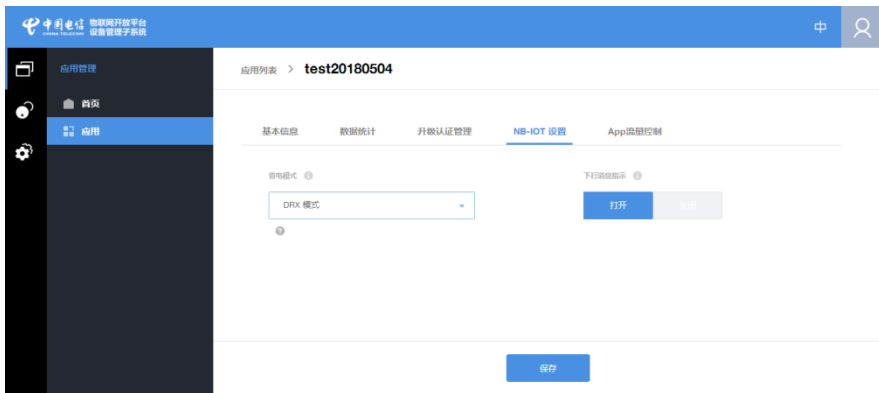 中国电信 物联网开放平台
CHINA TELECOM 设备管理子系统
中
应用管理
应用列表 > test20180504
首页
应用
基本信息 数据统计 升级认证管理 NB-IOT 设置 App流量控制
省电模式 下行消息指示
DRX 模式
打开
保存